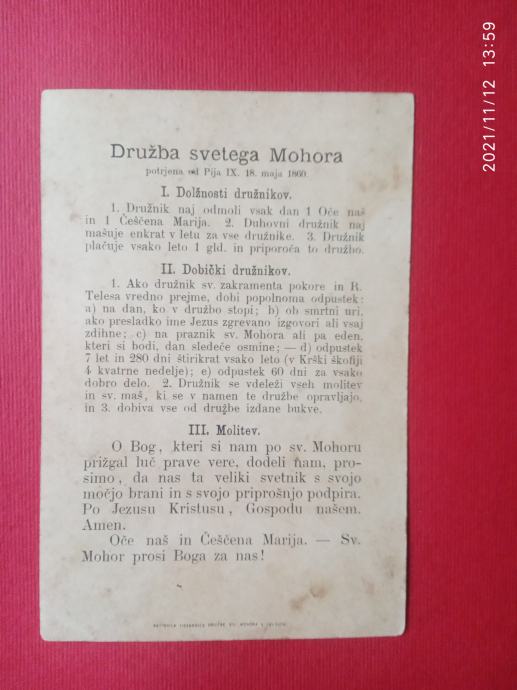 Družba svetega Mohora
potrjena od Pija IX. 18. maja 1860.
I. Dolžnosti družnikov.
1. Družnik naj odmoli vsak dan 1 Oče naš
in 1 Češčena Marija. 2. Duhovni družnik naj
mašuje enkrat v letu za vse družnike. 3. Družnik
plačuje vsako leto 1 gld. in priporoča to družbo.
II. Dobički družnikov.
1. Ako družnik sv. zakramenta pokore in R.
Telesa vredno prejme, dobi popolnoma odpustek:
a) na dan, ko v družbo stopi; b) ob smrtni uri,
ako presladko ime Jezus zgrevano izgovori ali vsaj
zdihne; c) na praznik sv. Mohora ali pa eden,
kteri si bodi, dan sledeče osmine; — d) odpustek
7 let in 280 dni štirikrat vsako leto (v Krški škofiji
4 kvatrne nedelje); e) odpustek 60 dni za vsako
dobro delo. 2. Družnik se vdeleži vseh molitev
in sv. maš, ki se v namen te družbe opravljajo,
in 3. dobiva vse od družbe izdane bukve.
III. Molitev.
O Bog, kteri si nam po sv. Mohoru
prižgal luč prave vere, dodeli nam, pro-
simo, da nas ta veliki svetnik s svojo
močjo brani in s svojo priprošnjo podpira.
Po Jezusu Kristusu, Gospodu našem.
Amen.
Oče naš in Češčena Marija. — Sv.
Mohor prosi Boga za nas!
TISKARNICA DRUŽBE SV. MOHORA
2021/11/12 13:59